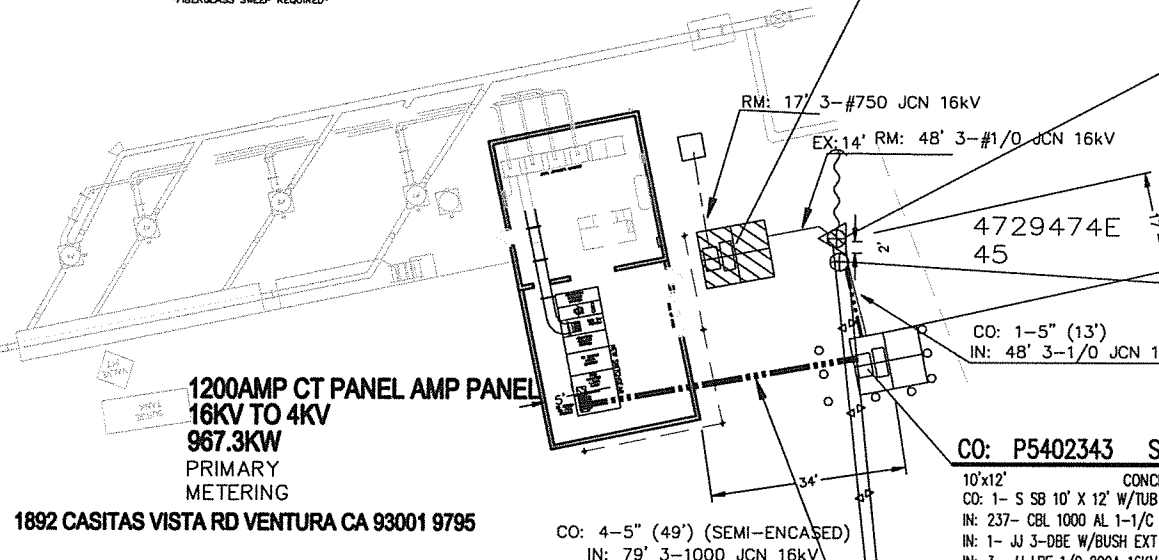 FIBERGLASS SWEEP REQUIRED
RM: 17' 3-#750 JCN 16kV
EX: 14' RM: 48' 3-#1/0 JCN 16kV
4729474E
45
2'
CO: 1-5" (13')
IN: 48' 3-1/0 JCN 1
5'
1200AMP CT PANEL AMP PANEL
16KV TO 4KV
967.3KW
PRIMARY
METERING
1892 CASITAS VISTA RD VENTURA CA 93001 9795
34'
CO: 4-5" (49') (SEMI-ENCASED)
IN: 79' 3-1000 JCN 16kV
CO: P5402343 S
10'x12' CONC
CO: 1- S SB 10' X 12' W/TUB
IN: 237- CBL 1000 AL 1-1/C
IN: 1- JJ 3-DBE W/BUSH EXT